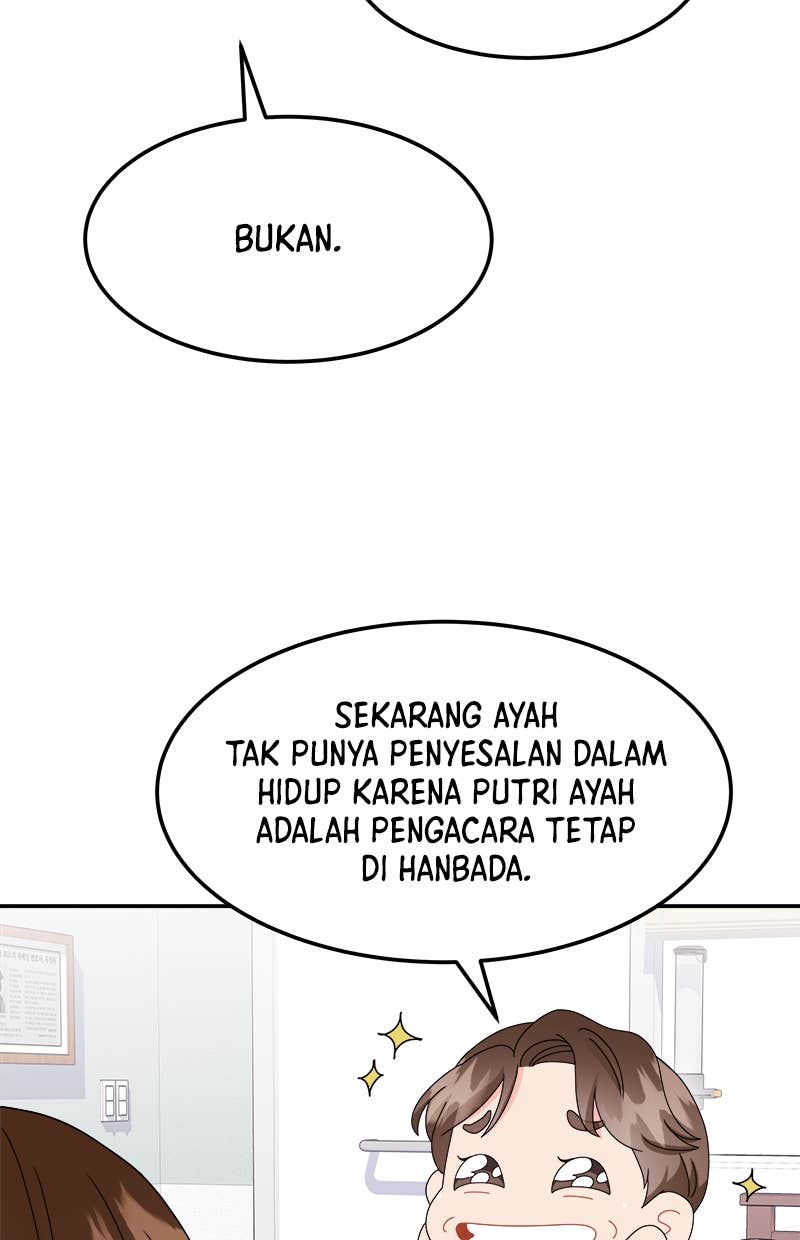 BUKAN.
SEKARANG AYAH
TAK PUNYA PENYESALAN DALAM
HIDUP KARENA PUTRI AYAH
ADALAH PENGACARA TETAP
DI HANBADA.